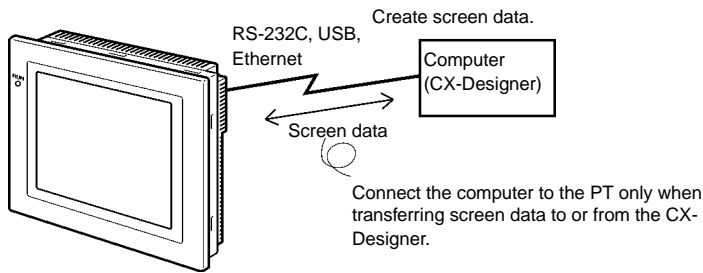 Create screen data.
RS-232C, USB,
Ethernet
Computer
(CX-Designer)
RUN
Screen data
Connect the computer to the PT only when
transferring screen data to or from the CX-
Designer.